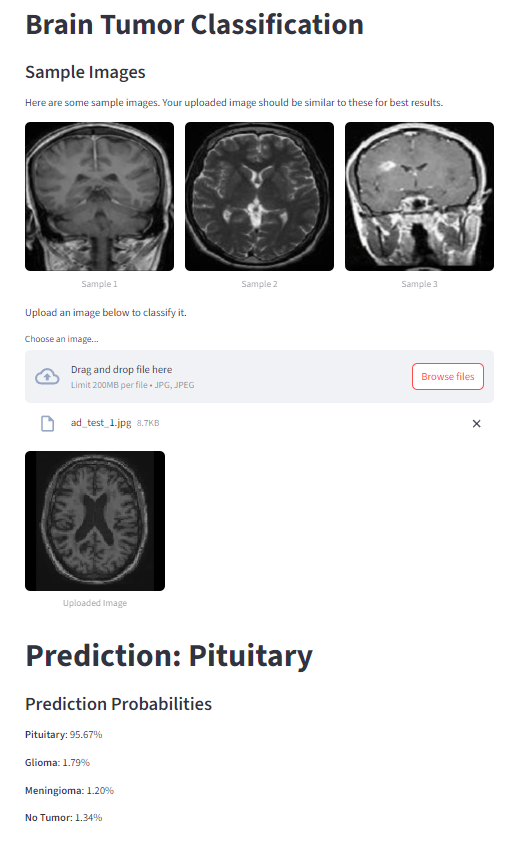 Brain Tumor Classification
Sample Images
Here are some sample images. Your uploaded image should be similar to these for best results.
Sample 1
Sample 2
Sample 3
Upload an image below to classify it.
Choose an image...
Drag and drop file here
Limit 200MB per file • JPG, JPEG
Browse files
ad_test_1.jpg 8.7KB
Uploaded Image
Prediction: Pituitary
Prediction Probabilities
Pituitary: 95.67%
Glioma: 1.79%
Meningioma: 1.20%
No Tumor: 1.34%